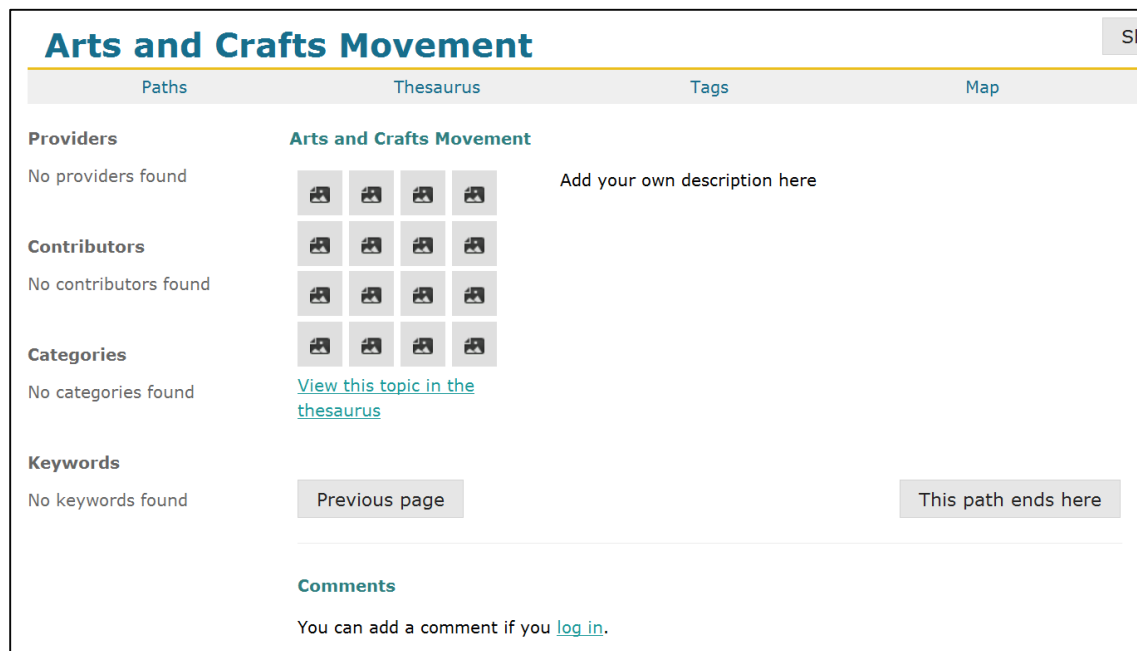 Arts and Crafts Movement
Paths Thesaurus Tags Map
Providers
No providers found
Contributors
No contributors found
Categories
No categories found
Keywords
No keywords found
Arts and Crafts Movement
Add your own description here
View this topic in the
thesaurus
Previous page
This path ends here
Comments
You can add a comment if you log in.